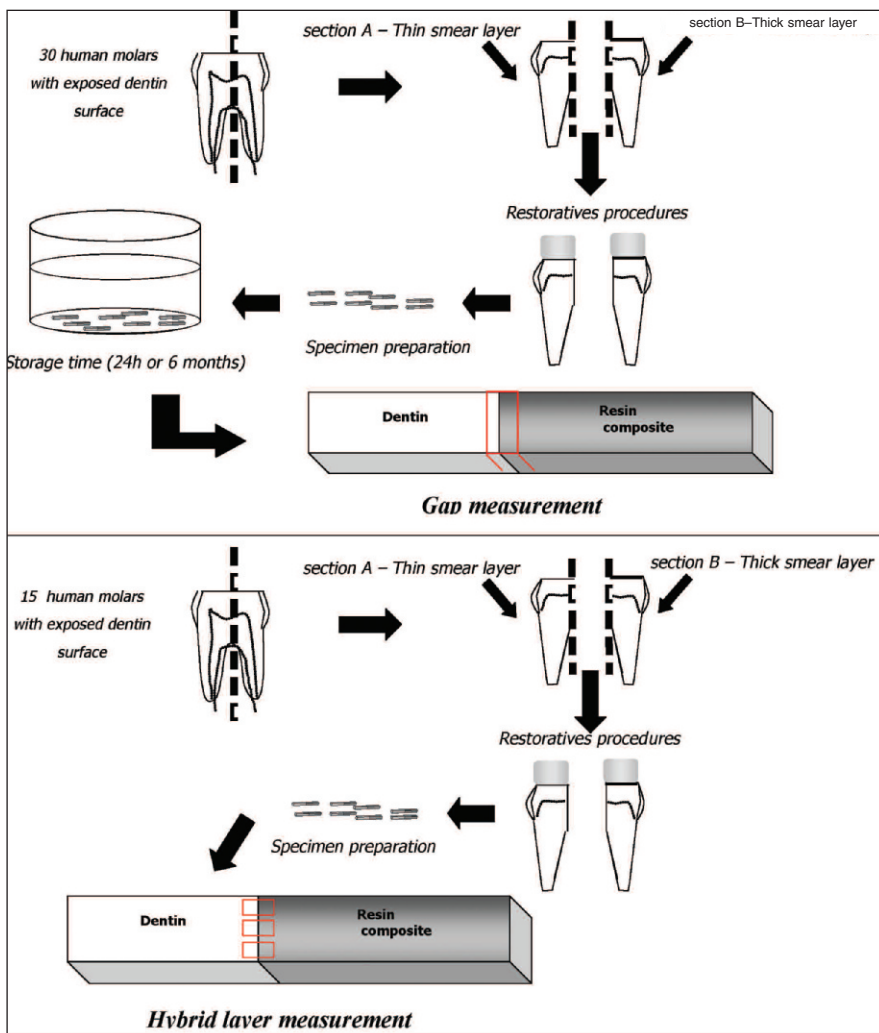 30 human molars
with exposed dentin
surface
section A – Thin smear layer
section B–Thick smear layer
Restoratives procedures
Specimen preparation
Storage time (24h or 6 months)
Dentin
Resin
composite
Gap measurement
15 human molars
with exposed dentin
surface
section A – Thin smear layer
section B – Thick smear layer
Restoratives procedures
Specimen preparation
Dentin
Resin
composite
Hybrid layer measurement